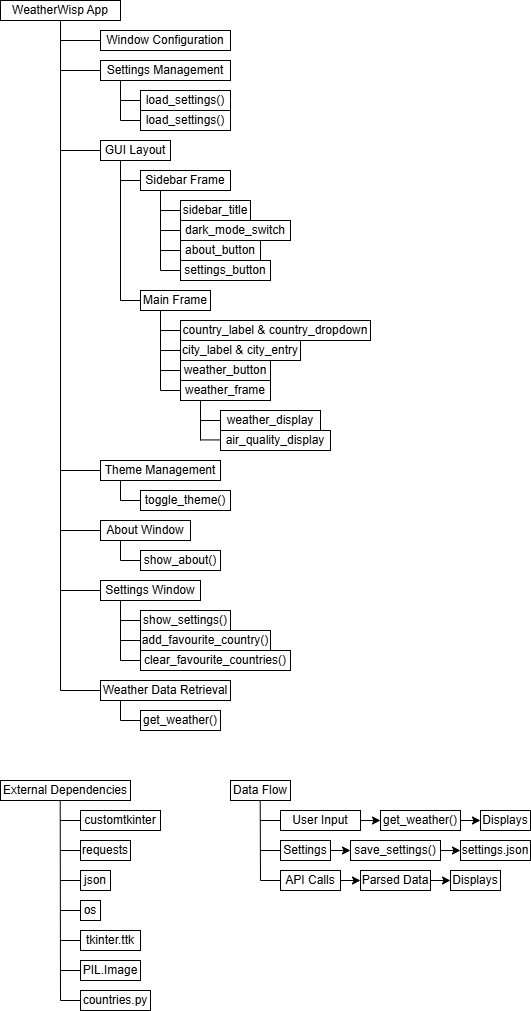 WeatherWisp App
Window Configuration
Settings Management
load_settings()
load_settings()
GUI Layout
Sidebar Frame
sidebar_title
dark_mode_switch
about_button
settings_button
Main Frame
country_label & country_dropdown
city_label & city_entry
weather_button
weather_frame
weather_display
air_quality_display
Theme Management
toggle_theme()
About Window
show_about()
Settings Window
show_settings()
add_favourite_country()
clear_favourite_countries()
Weather Data Retrieval
get_weather()
External Dependencies
customtkinter
requests
json
os
tkinter.ttk
PIL.Image
countries.py
Data Flow
User Input get_weather() Displays
Settings save_settings() settings.json
API Calls Parsed Data Displays